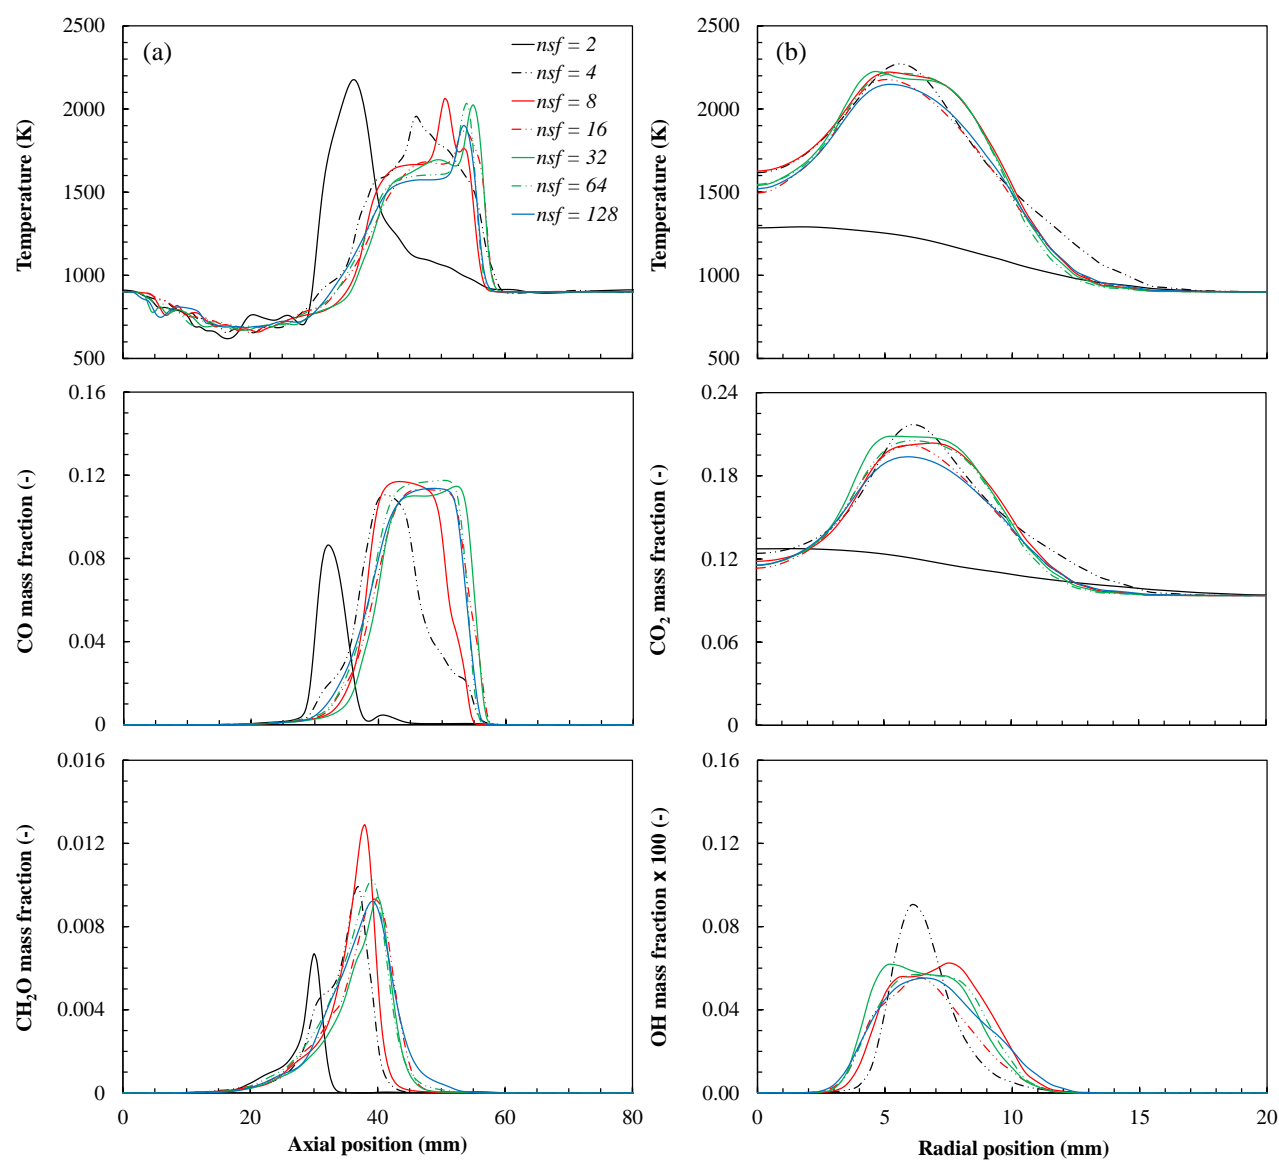 (a)
2500
2000
1500
1000
500
Temperature (K)
nsf = 2
nsf = 4
nsf = 8
nsf = 16
nsf = 32
nsf = 64
nsf = 128
(b)
2500
2000
1500
1000
500
Temperature (K)
0.16
0.12
0.08
0.04
0
CO mass fraction (-)
0.24
0.18
0.12
0.06
0
CO₂ mass fraction (-)
0.016
0.012
0.008
0.004
0
CH₂O mass fraction (-)
0 20 40 60 80
Axial position (mm)
0.16
0.12
0.08
0.04
0.00
OH mass fraction x 100 (-)
0 5 10 15 20
Radial position (mm)